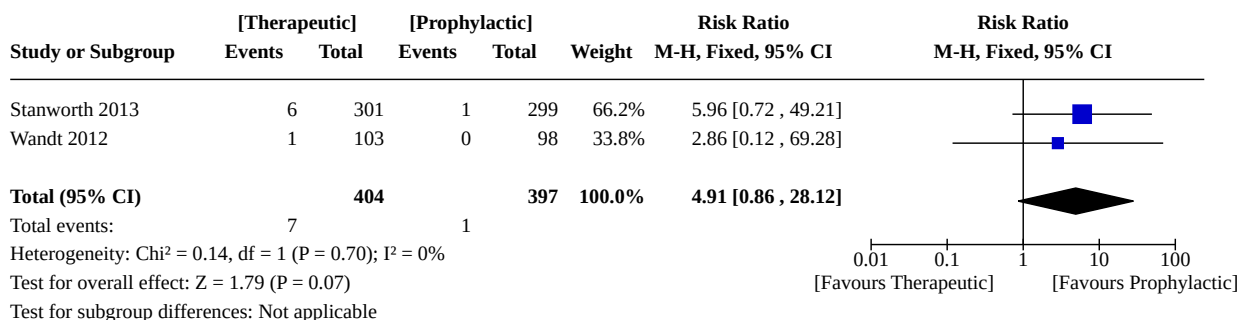 [Therapeutic] [Prophylactic] Risk Ratio Risk Ratio
Study or Subgroup Events Total Events Total Weight M-H, Fixed, 95% CI M-H, Fixed, 95% CI
Stanworth 2013 6 301 1 299 66.2% 5.96 [0.72 , 49.21]
Wandt 2012 1 103 0 98 33.8% 2.86 [0.12 , 69.28]
Total (95% CI) 404 397 100.0% 4.91 [0.86 , 28.12]
Total events: 7 1
Heterogeneity: Chi² = 0.14, df = 1 (P = 0.70); I² = 0%
0.01 0.1 1 10 100
Test for overall effect: Z = 1.79 (P = 0.07) [Favours Therapeutic] [Favours Prophylactic]
Test for subgroup differences: Not applicable